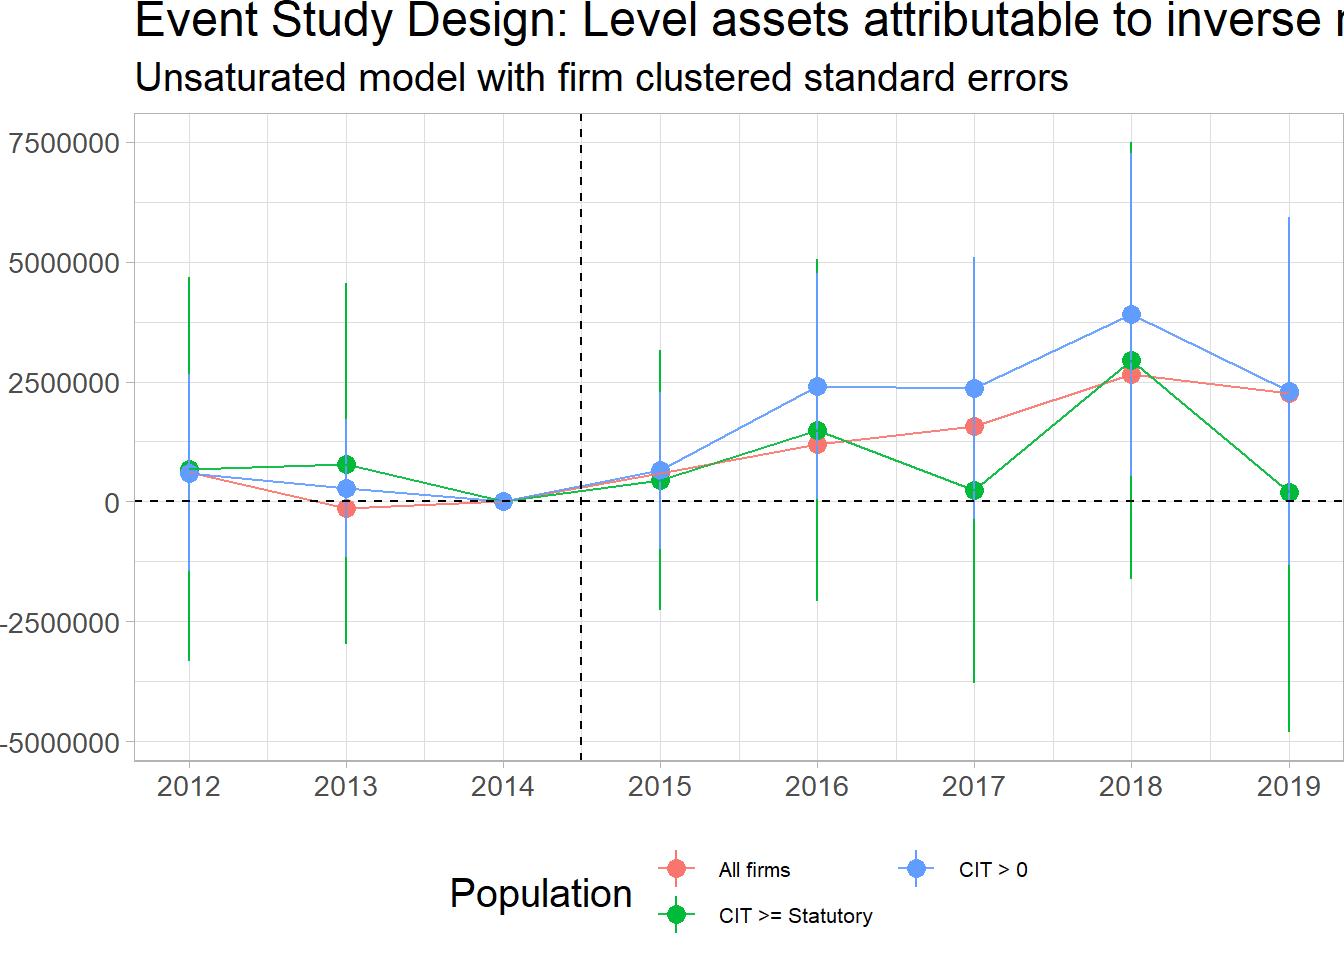 Event Study Design: Level assets attributable to inverse
Unsaturated model with firm clustered standard errors
7500000
5000000
2500000
0
-2500000
-5000000
2012 2013 2014 2015 2016 2017 2018 2019
Population
All firms
CIT > 0
CIT >= Statutory